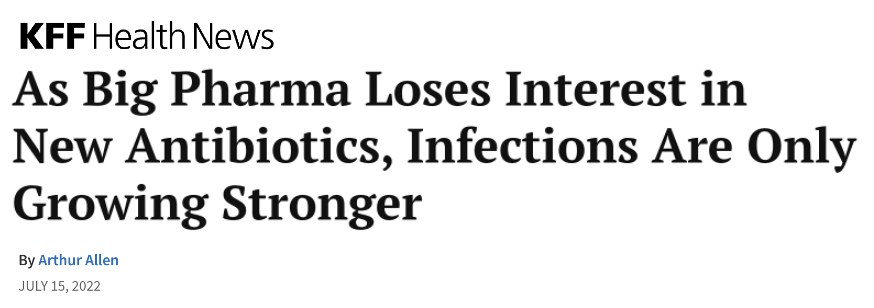 KFF Health News
As Big Pharma Loses Interest in
New Antibiotics, Infections Are Only
Growing Stronger
By Arthur Allen
JULY 15, 2022